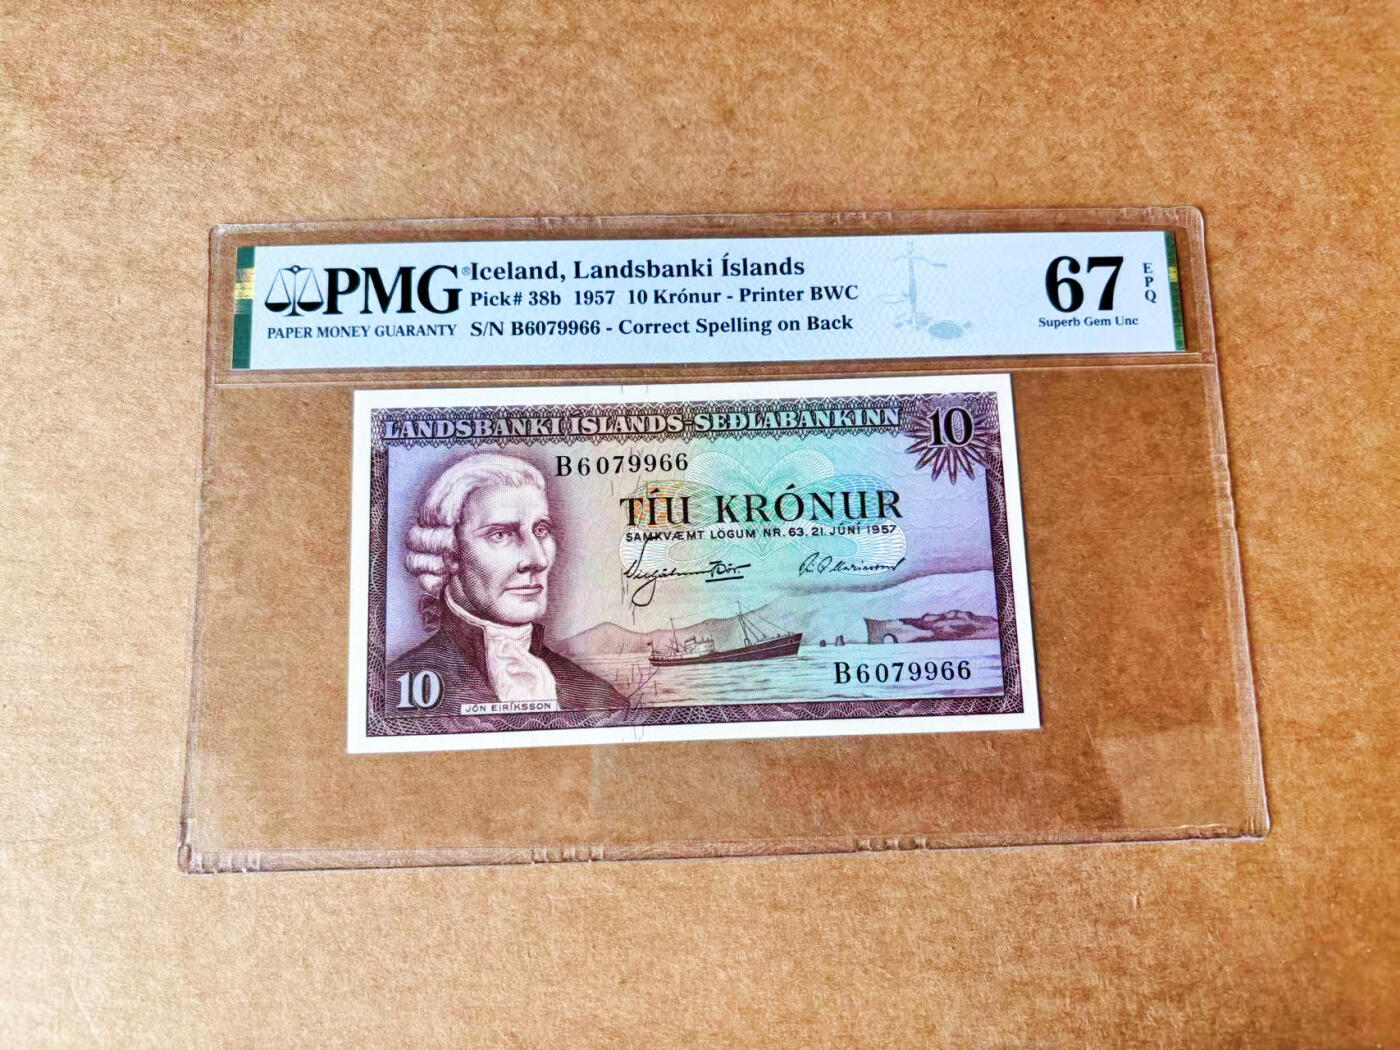 PMG®
PAPER MONEY GUARANTY
Iceland, Landsbanki Íslands
Pick# 38b 1957 10 Krónur - Printer BWC
S/N B6079966 - Correct Spelling on Back
67
EPQ
Superb Gem Unc
LANDSBANKI ÍSLANDS-SEÐLABANKINN
10
B6079966
TÍU KRÓNUR
SAMKVÆMT LÖGUM NR. 63, 21. JÚNÍ 1957
B6079966
10
JÓN EIRÍKSSON